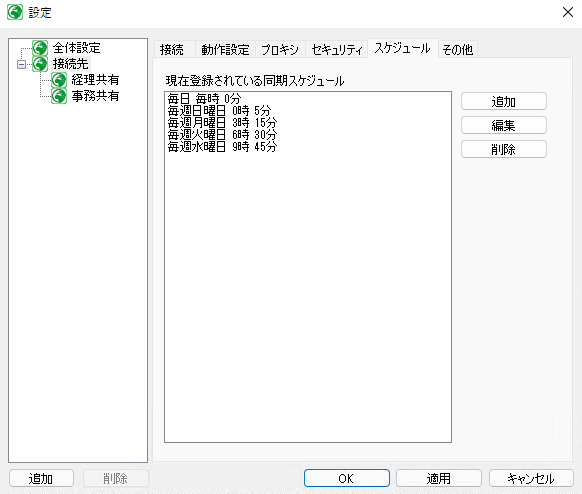 設定
全体設定
接続先
経理共有
事務共有
追加
削除
接続 動作設定 プロキシ セキュリティ スケジュール その他
現在登録されている同期スケジュール
毎日 毎時 0分
毎週日曜日 0時 5分
毎週月曜日 3時 15分
毎週火曜日 6時 30分
毎週水曜日 9時 45分
追加
編集
削除
OK 適用 キャンセル